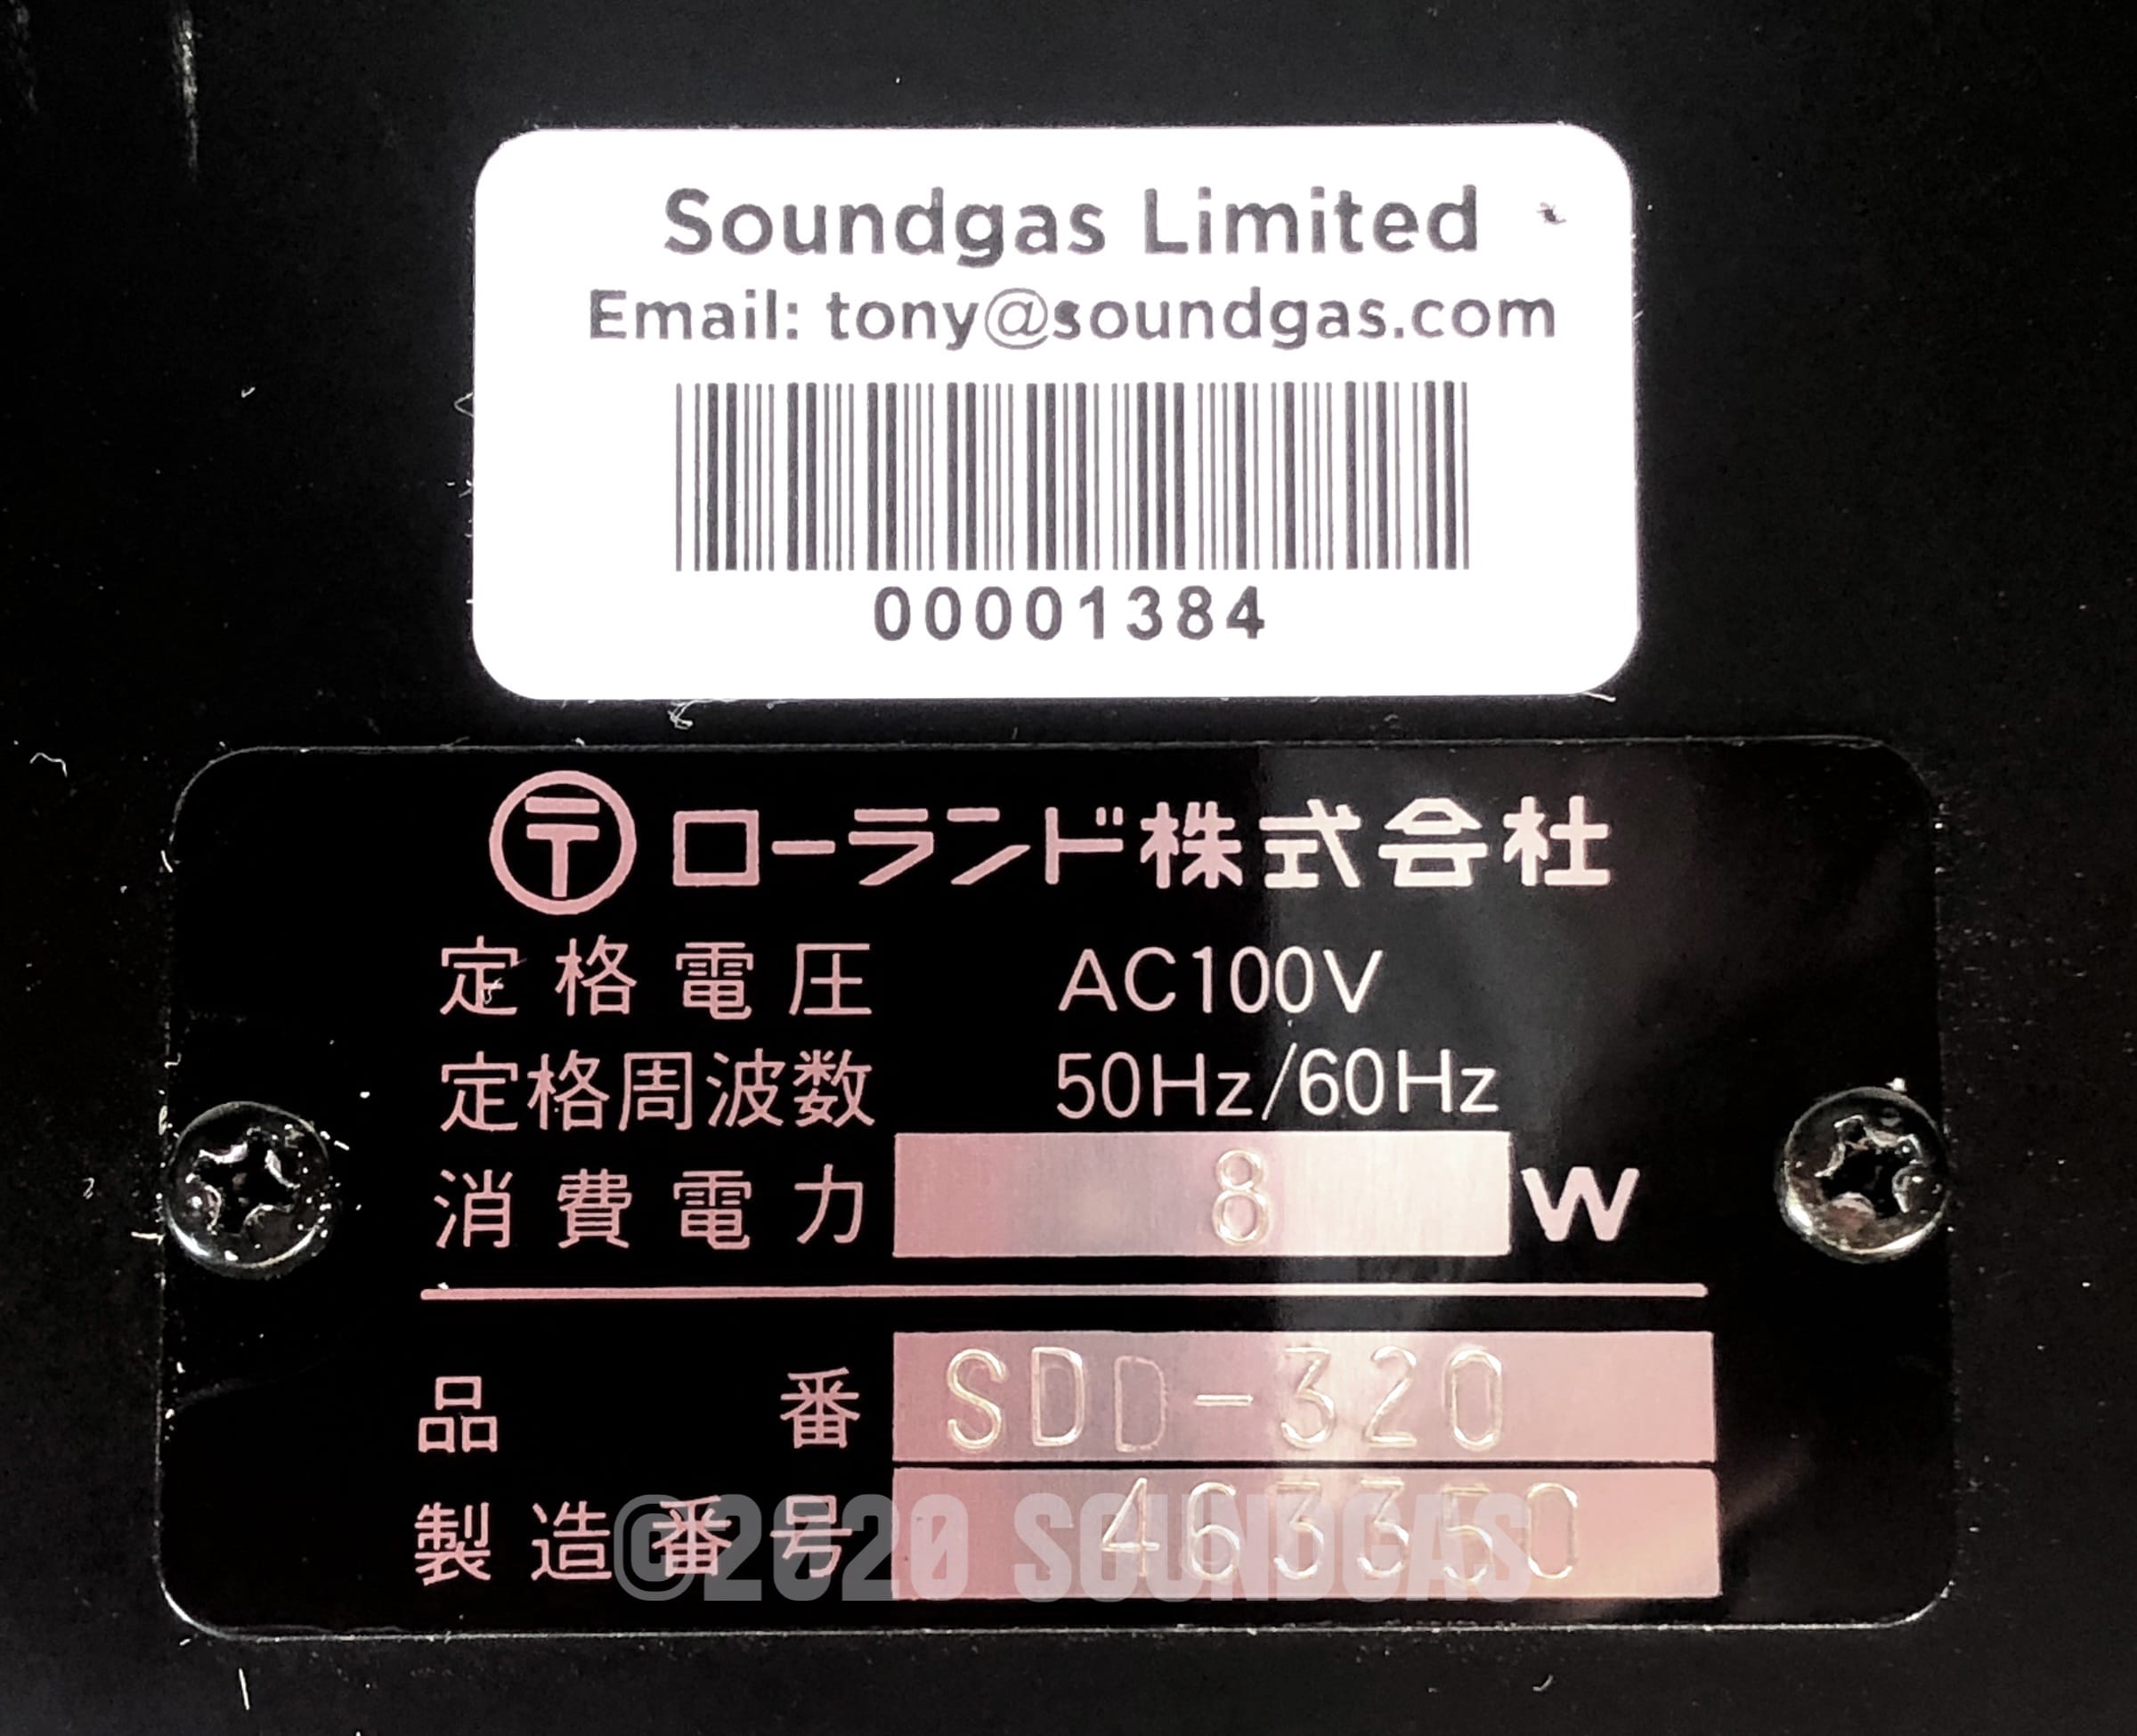 Soundgas Limited
Email: tony@soundgas.com
00001384
〒 ローランド株式会社
定格電圧 AC100V
定格周波数 50Hz/60Hz
消費電力 8 W
品番 SDD-320
製造番号 463350
©2020 SOUNDGAS